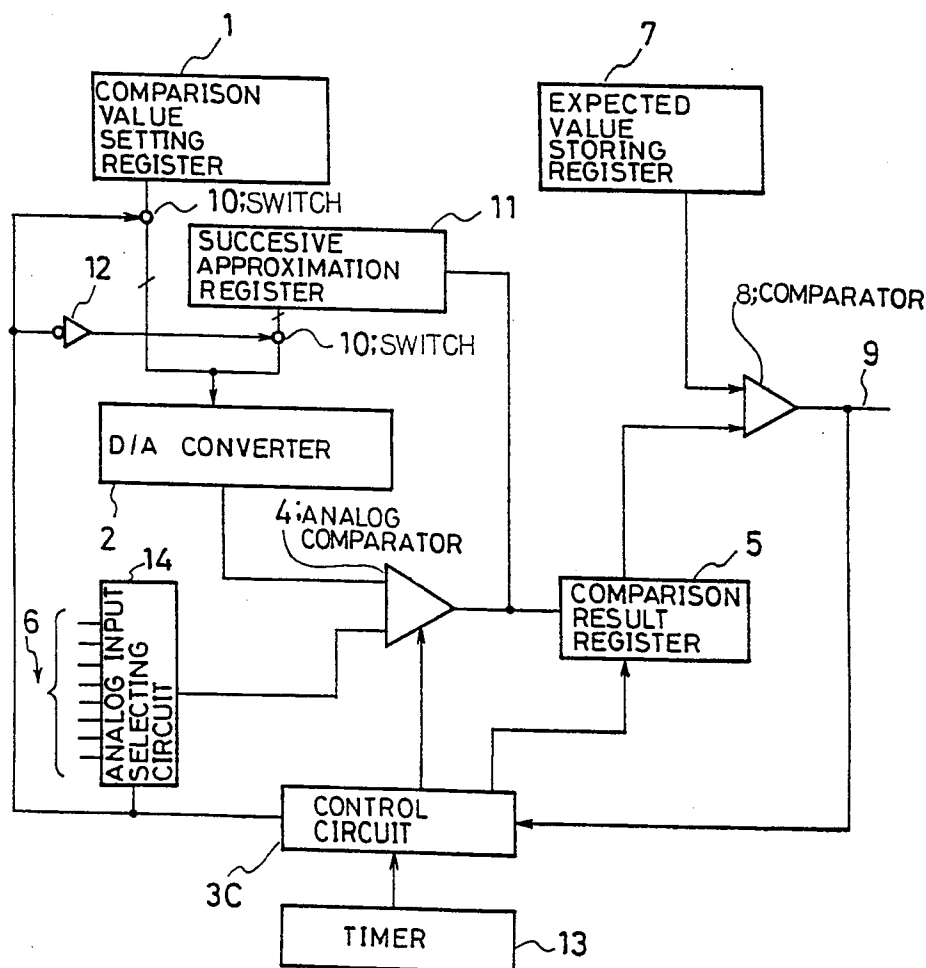 1
COMPARISON
VALUE
SETTING
REGISTER
7
EXPECTED
VALUE
STORING
REGISTER
10;SWITCH
11
SUCCESIVE
APPROXIMATION
REGISTER
12
10;SWITCH
8;COMPARATOR
9
D/A CONVERTER
2
4;ANALOG
COMPARATOR
14
5
COMPARISON
RESULT
REGISTER
6
ANALOG INPUT
SELECTING
CIRCUIT
CONTROL
CIRCUIT
3C
TIMER
13